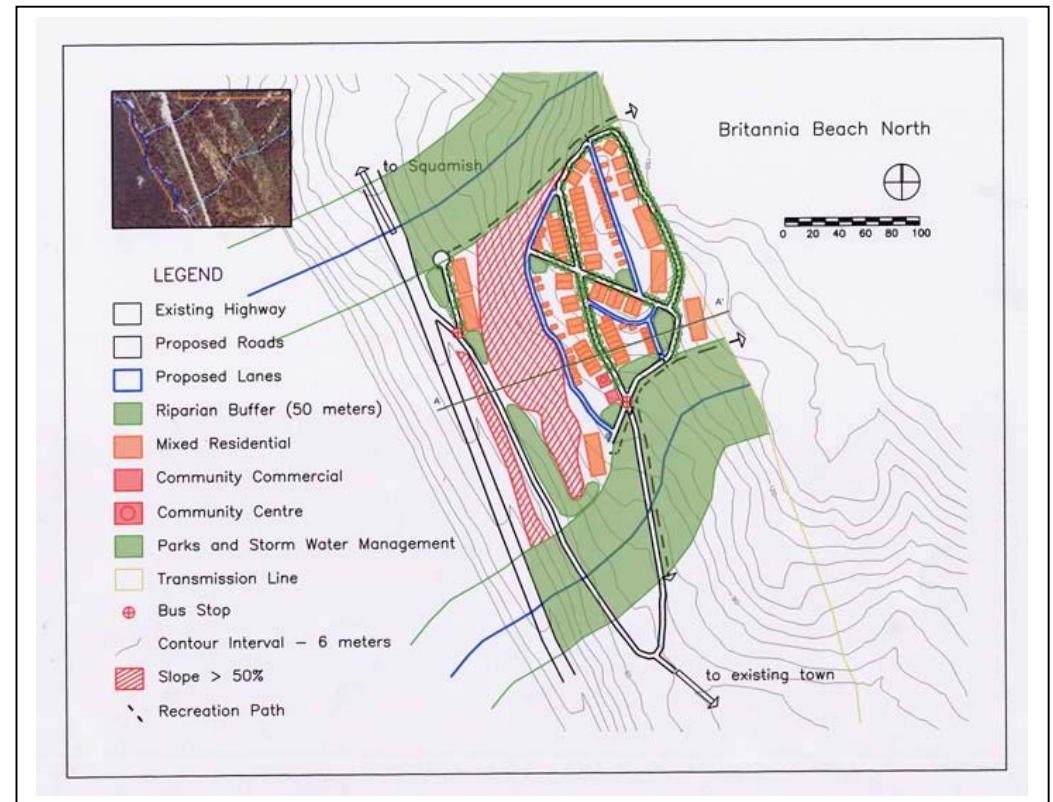 Britannia Beach North
to Squamish
0 20 40 60 80 100
LEGEND
Existing Highway
Proposed Roads
Proposed Lanes
Riparian Buffer (50 meters)
Mixed Residential
Community Commercial
Community Centre
Parks and Storm Water Management
Transmission Line
Bus Stop
Contour Interval - 6 meters
Slope > 50%
Recreation Path
A'
A
to existing town